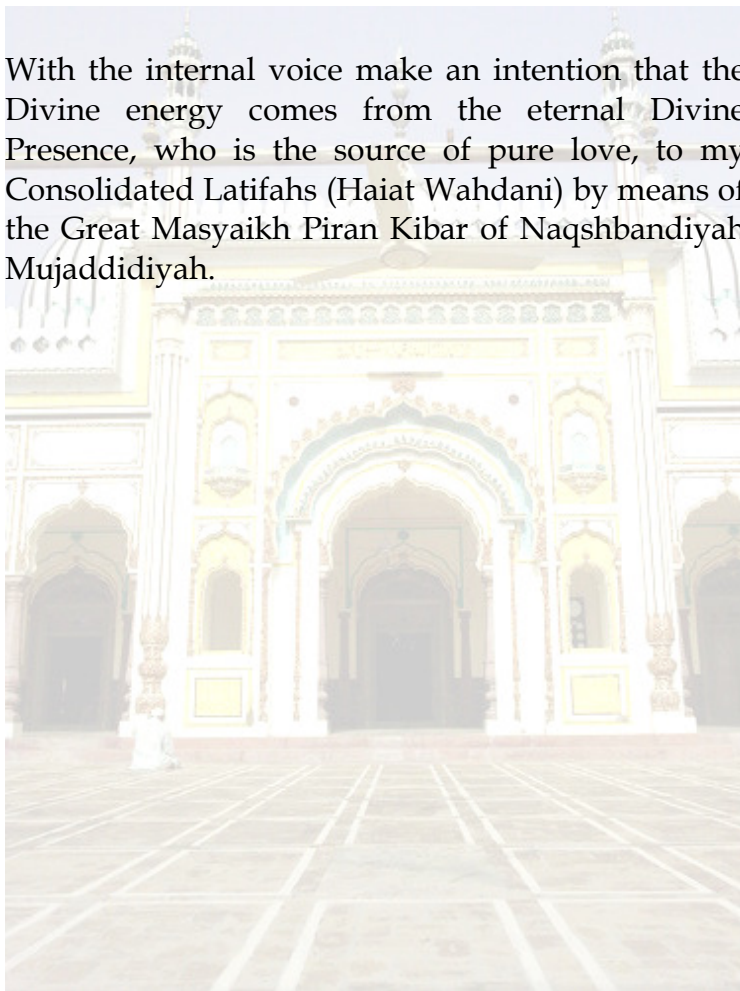 With the internal voice make an intention that the
Divine energy comes from the eternal Divine
Presence, who is the source of pure love, to my
Consolidated Latifahs (Haiat Wahdani) by means of
the Great Masyaikh Piran Kibar of Naqshbandiyah
Mujaddidiyah.